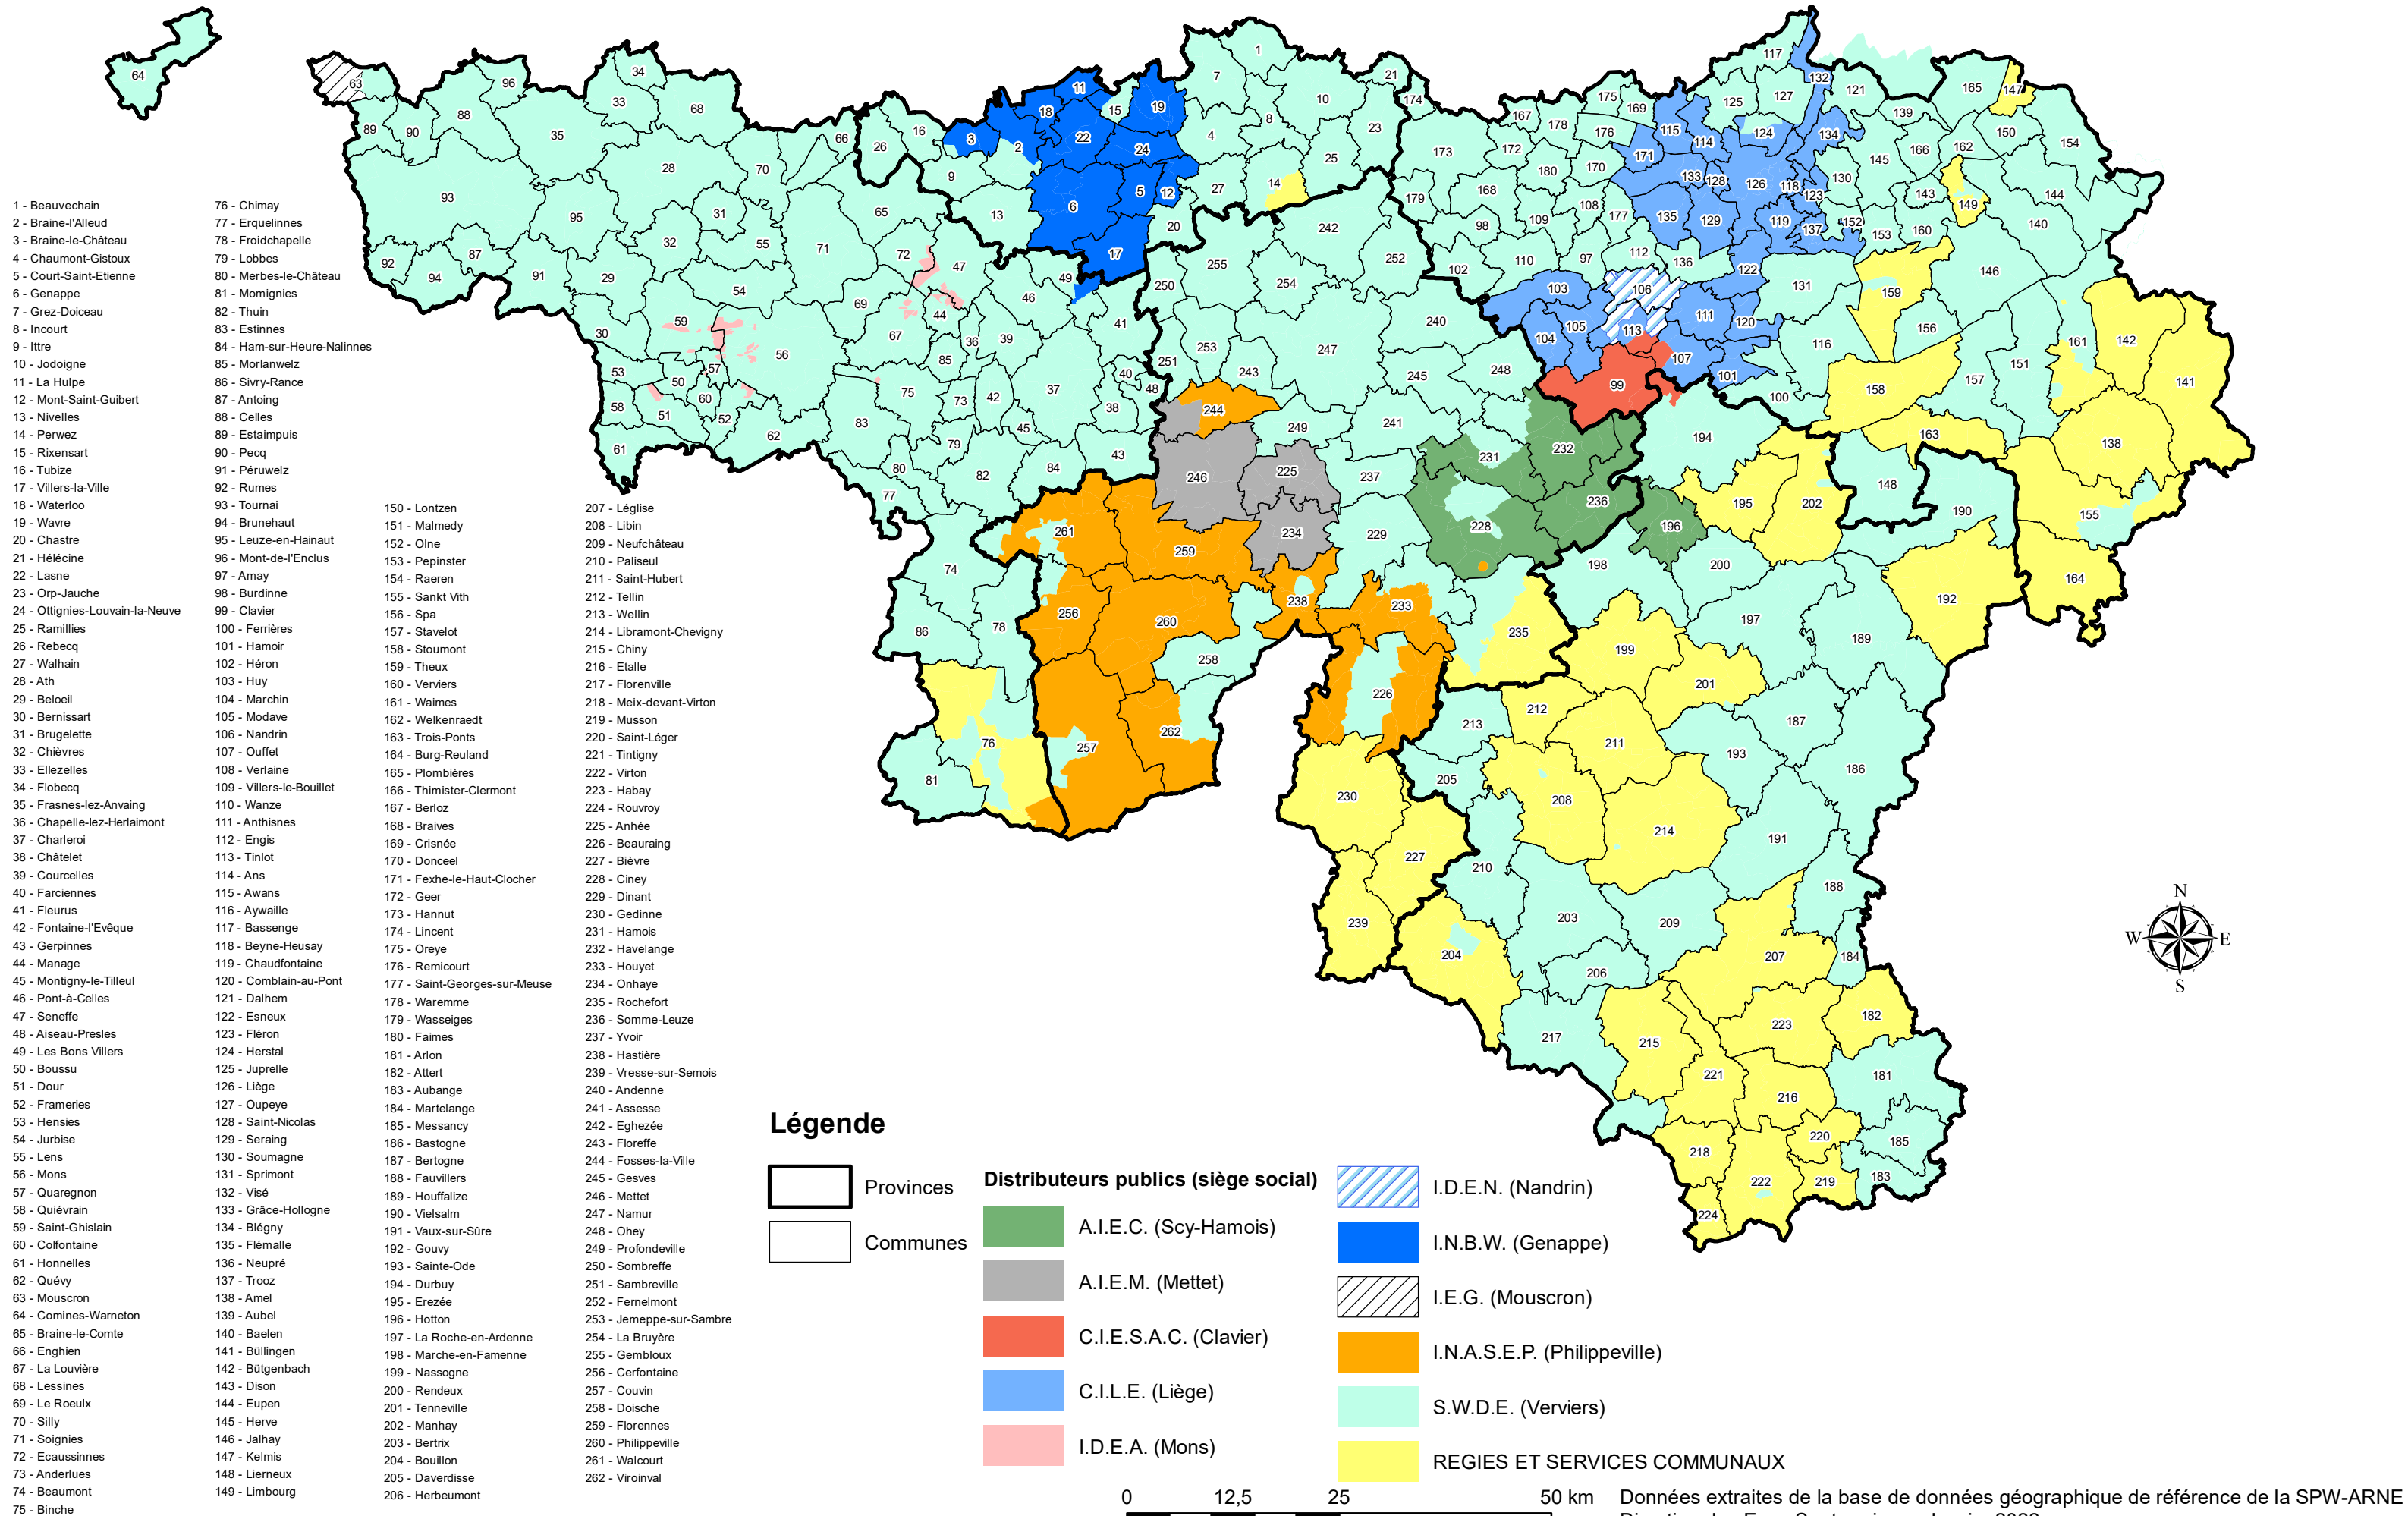 1 - Beauvechain
2 - Braine-l'Alleud
3 - Braine-le-Château
4 - Chaumont-Gistoux
5 - Court-Saint-Etienne
6 - Genappe
7 - Grez-Doiceau
8 - Incourt
9 - Ittre
10 - Jodoigne
11 - La Hulpe
12 - Mont-Saint-Guibert
13 - Nivelles
14 - Perwez
15 - Rixensart
16 - Tubize
17 - Villers-la-Ville
18 - Waterloo
19 - Wavre
20 - Chastre
21 - Hélécine
22 - Lasne
23 - Orp-Jauche
24 - Ottignies-Louvain-la-Neuve
25 - Ramillies
26 - Rebecq
27 - Walhain
28 - Ath
29 - Beloeil
30 - Bernissart
31 - Brugelette
32 - Chièvres
33 - Ellezelles
34 - Flobecq
35 - Frasnes-lez-Anvaing
36 - Chapelle-lez-Herlaimont
37 - Charleroi
38 - Châtelet
39 - Courcelles
40 - Farciennes
41 - Fleurus
42 - Fontaine-l'Evêque
43 - Gerpinnes
44 - Manage
45 - Montigny-le-Tilleul
46 - Pont-à-Celles
47 - Seneffe
48 - Aiseau-Presles
49 - Les Bons Villers
50 - Boussu
51 - Dour
52 - Frameries
53 - Hensies
54 - Jurbise
55 - Lens
56 - Mons
57 - Quaregnon
58 - Quiévrain
59 - Saint-Ghislain
60 - Colfontaine
61 - Honnelles
62 - Quévy
63 - Mouscron
64 - Comines-Warneton
65 - Braine-le-Comte
66 - Enghien
67 - La Louvière
68 - Lessines
69 - Le Roeulx
70 - Silly
71 - Soignies
72 - Ecaussinnes
73 - Anderlues
74 - Beaumont
75 - Binche
76 - Chimay
77 - Erquelinnes
78 - Froidchapelle
79 - Lobbes
80 - Merbes-le-Château
81 - Momignies
82 - Thuin
83 - Estinnes
84 - Ham-sur-Heure-Nalinnes
85 - Morlanwelz
86 - Sivry-Rance
87 - Antoing
88 - Celles
89 - Estaimpuis
90 - Pecq
91 - Péruwelz
92 - Rumes
93 - Tournai
94 - Brunehaut
95 - Leuze-en-Hainaut
96 - Mont-de-l'Enclus
97 - Amay
98 - Burdinne
99 - Clavier
100 - Ferrières
101 - Hamoir
102 - Héron
103 - Huy
104 - Marchin
105 - Modave
106 - Nandrin
107 - Ouffet
108 - Verlaine
109 - Villers-le-Bouillet
110 - Wanze
111 - Anthisnes
112 - Engis
113 - Tinlot
114 - Ans
115 - Awans
116 - Aywaille
117 - Bassenge
118 - Beyne-Heusay
119 - Chaudfontaine
120 - Comblain-au-Pont
121 - Dalhem
122 - Esneux
123 - Fléron
124 - Herstal
125 - Juprelle
126 - Liège
127 - Oupeye
128 - Saint-Nicolas
129 - Seraing
130 - Soumagne
131 - Sprimont
132 - Visé
133 - Grâce-Hollogne
134 - Blégny
135 - Flémalle
136 - Neupré
137 - Trooz
138 - Amel
139 - Aubel
140 - Baelen
141 - Büllingen
142 - Bütgenbach
143 - Dison
144 - Eupen
145 - Herve
146 - Jalhay
147 - Kelmis
148 - Lierneux
149 - Limbourg
150 - Lontzen
151 - Malmedy
152 - Olne
153 - Pepinster
154 - Raeren
155 - Sankt Vith
156 - Spa
157 - Stavelot
158 - Stoumont
159 - Theux
160 - Verviers
161 - Waimes
162 - Welkenraedt
163 - Trois-Ponts
164 - Burg-Reuland
165 - Plombières
166 - Thimister-Clermont
167 - Berloz
168 - Braives
169 - Crisnée
170 - Donceel
171 - Fexhe-le-Haut-Clocher
172 - Geer
173 - Hannut
174 - Lincent
175 - Oreye
176 - Remicourt
177 - Saint-Georges-sur-Meuse
178 - Waremme
179 - Wasseiges
180 - Faimes
181 - Arlon
182 - Attert
183 - Aubange
184 - Martelange
185 - Messancy
186 - Bastogne
187 - Bertogne
188 - Fauvillers
189 - Houffalize
190 - Vielsalm
191 - Vaux-sur-Sûre
192 - Gouvy
193 - Sainte-Ode
194 - Durbuy
195 - Erezée
196 - Hotton
197 - La Roche-en-Ardenne
198 - Marche-en-Famenne
199 - Nassogne
200 - Rendeux
201 - Tenneville
202 - Manhay
203 - Bertrix
204 - Bouillon
205 - Daverdisse
206 - Herbeumont
207 - Léglise
208 - Libin
209 - Neufchâteau
210 - Paliseul
211 - Saint-Hubert
212 - Tellin
213 - Wellin
214 - Libramont-Chevigny
215 - Chiny
216 - Etalle
217 - Florenville
218 - Meix-devant-Virton
219 - Musson
220 - Saint-Léger
221 - Tintigny
222 - Virton
223 - Habay
224 - Rouvroy
225 - Anhée
226 - Beauraing
227 - Bièvre
228 - Ciney
229 - Dinant
230 - Gedinne
231 - Hamois
232 - Havelange
233 - Houyet
234 - Onhaye
235 - Rochefort
236 - Somme-Leuze
237 - Yvoir
238 - Hastière
239 - Vresse-sur-Semois
240 - Andenne
241 - Assesse
242 - Eghezée
243 - Floreffe
244 - Fosses-la-Ville
245 - Gesves
246 - Mettet
247 - Namur
248 - Ohey
249 - Profondeville
250 - Sombreffe
251 - Sambreville
252 - Fernelmont
253 - Jemeppe-sur-Sambre
254 - La Bruyère
255 - Gembloux
256 - Cerfontaine
257 - Couvin
258 - Doische
259 - Florennes
260 - Philippeville
261 - Walcourt
262 - Viroinval
Légende
Provinces
Communes
Distributeurs publics (siège social)
A.I.E.C. (Scy-Hamois)
A.I.E.M. (Mettet)
C.I.E.S.A.C. (Clavier)
C.I.L.E. (Liège)
I.D.E.A. (Mons)
I.D.E.N. (Nandrin)
I.N.B.W. (Genappe)
I.E.G. (Mouscron)
I.N.A.S.E.P. (Philippeville)
S.W.D.E. (Verviers)
REGIES ET SERVICES COMMUNAUX
N
W E
S
0 12,5 25 50 km
Données extraites de la base de données géographique de référence de la SPW-ARNE